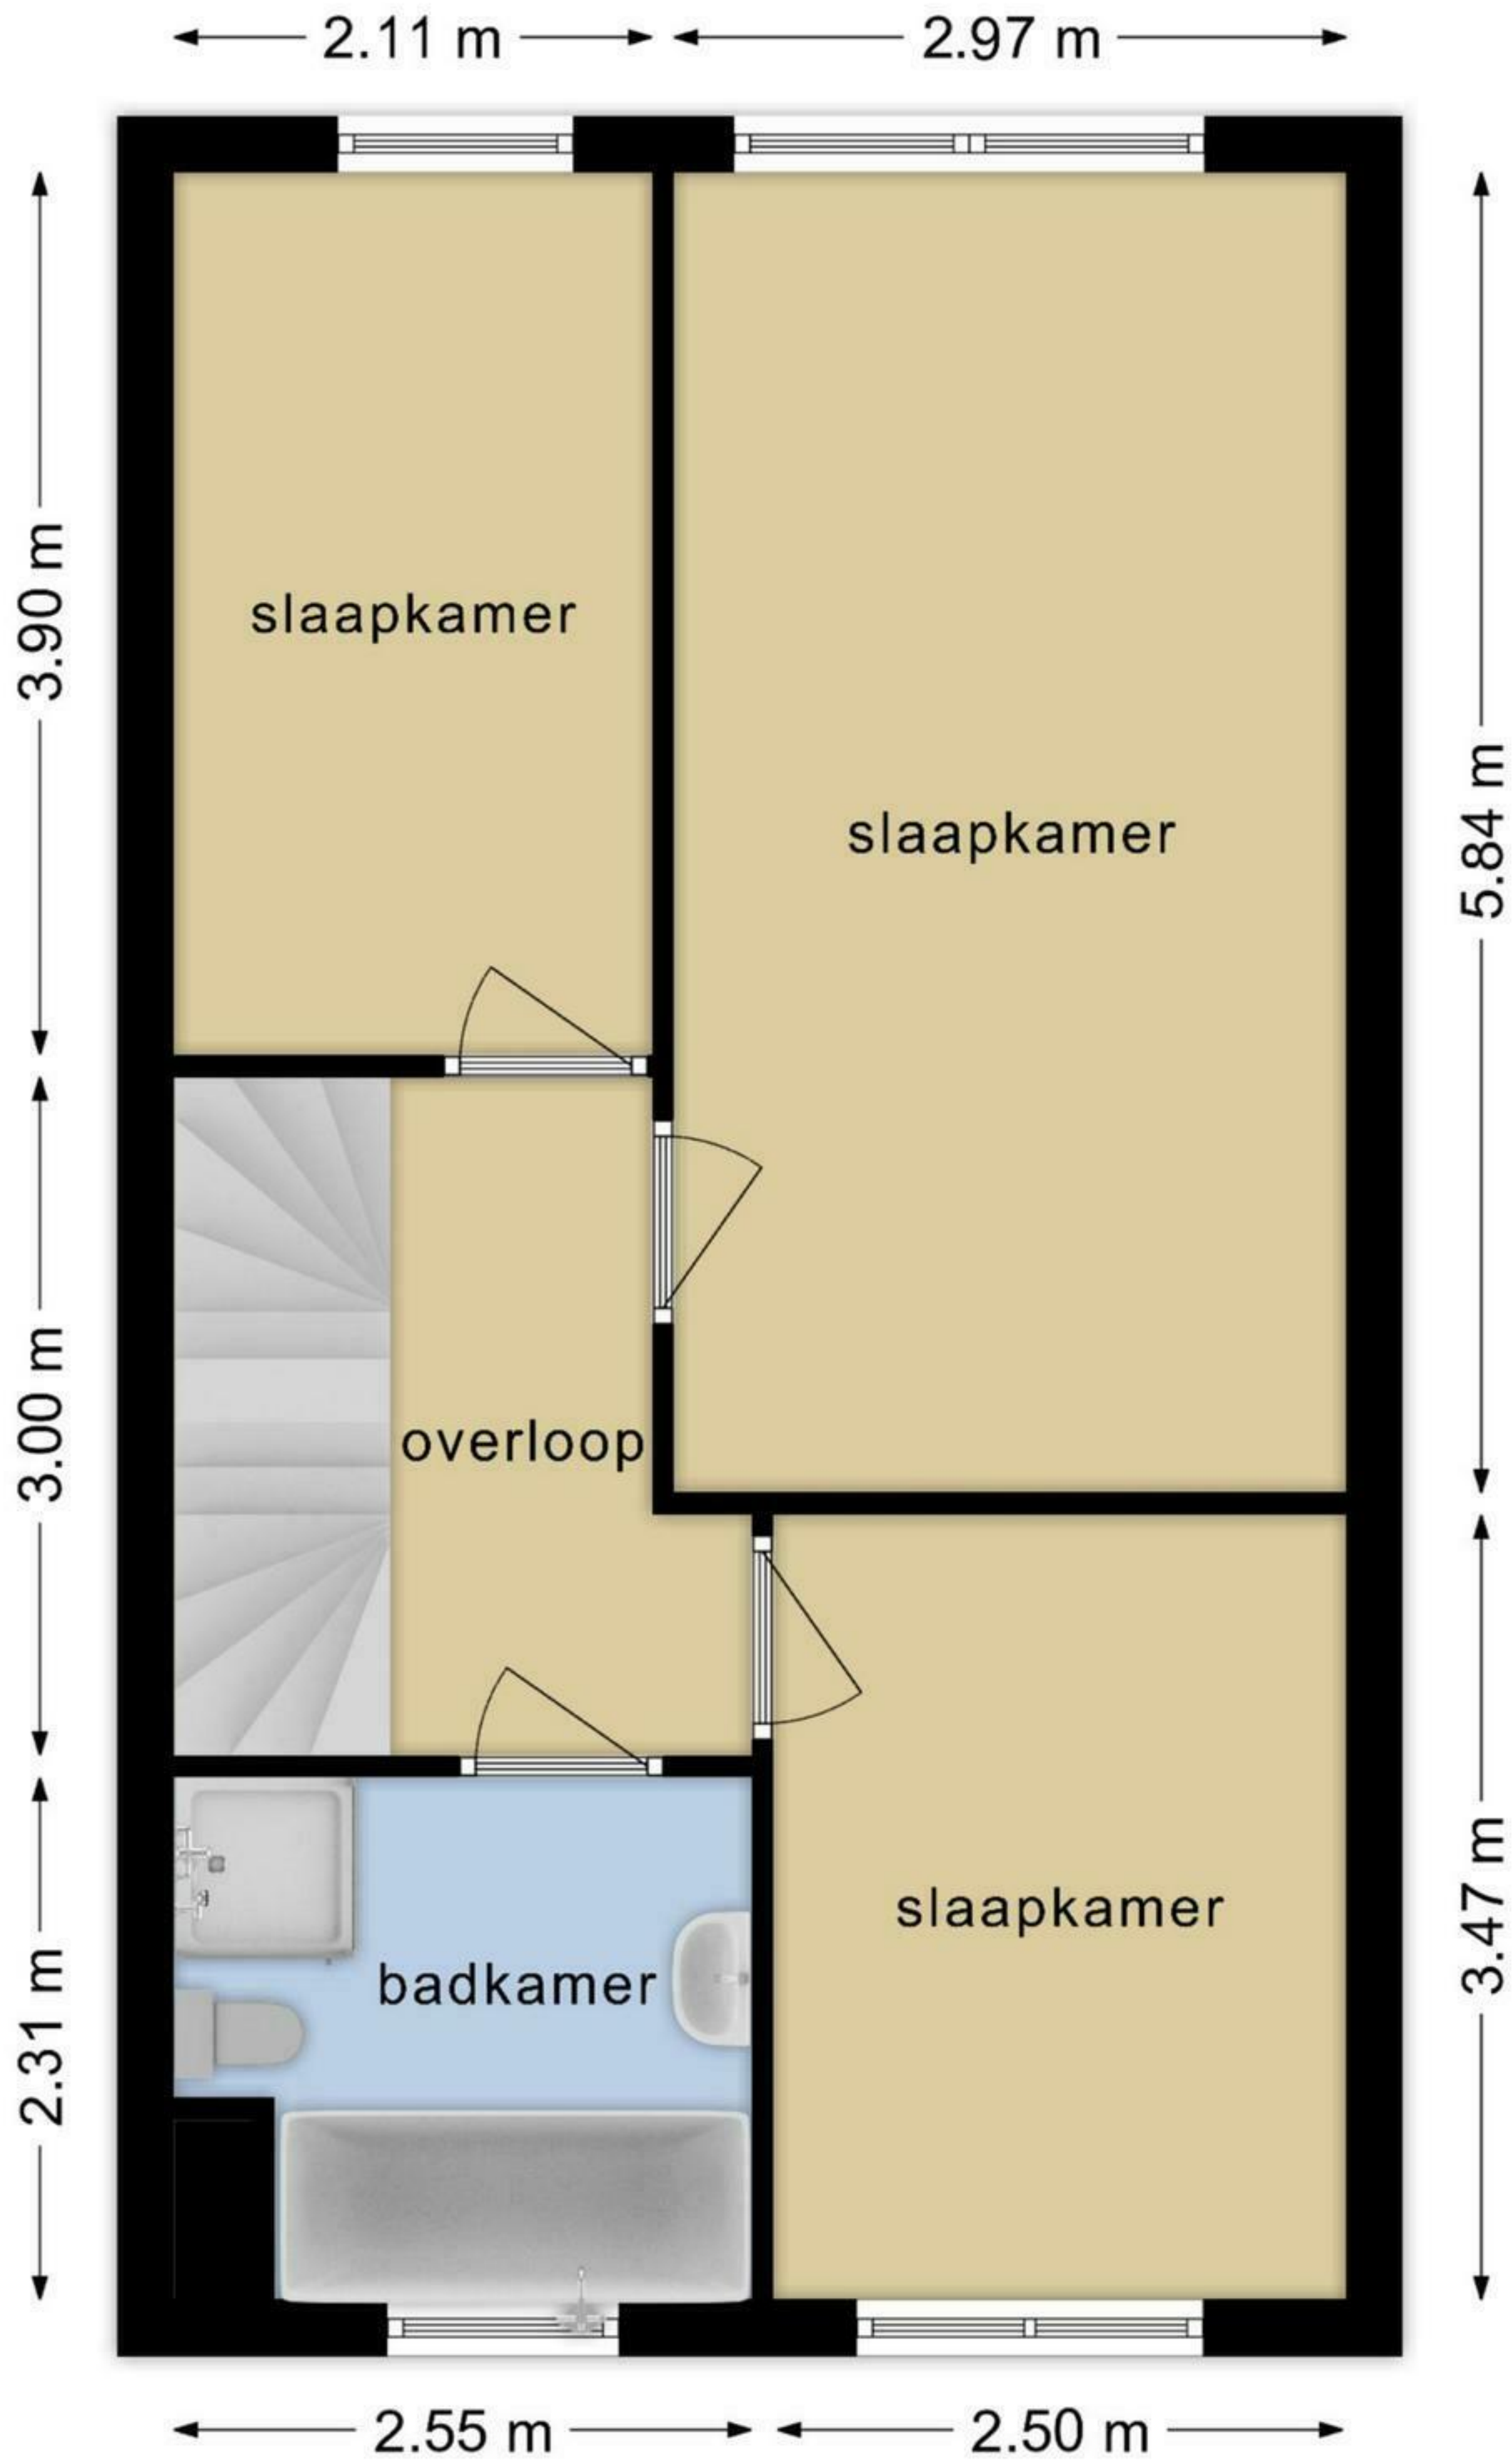 2.11 m
2.97 m
3.90 m
slaapkamer
slaapkamer
5.84 m
3.00 m
overloop
slaapkamer
3.47 m
badkamer
2.31 m
2.55 m
2.50 m